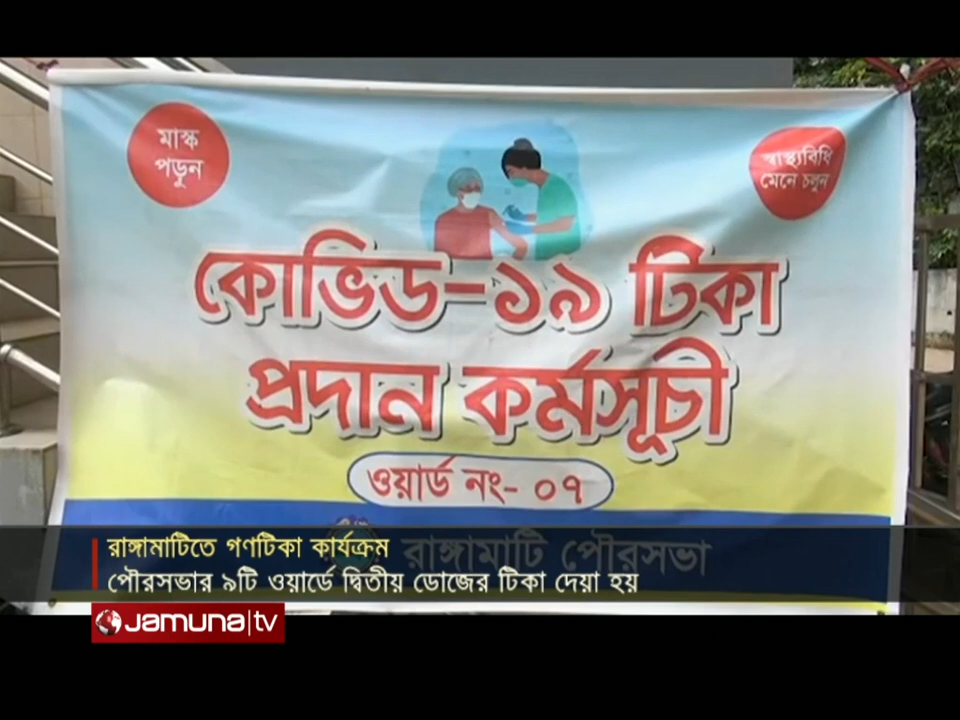 মাস্ক
পড়ুন
স্বাস্থ্যবিধি
মেনে চলুন
কোভিড-১৯ টিকা
প্রদান কর্মসূচী
ওয়ার্ড নং- ০৭
রাঙ্গামাটি পৌরসভা
রাঙ্গামাটিতে গণটিকা কার্যক্রম
পৌরসভার ৯টি ওয়ার্ডে দ্বিতীয় ডোজের টিকা দেয়া হয়
JAMUNA|TV